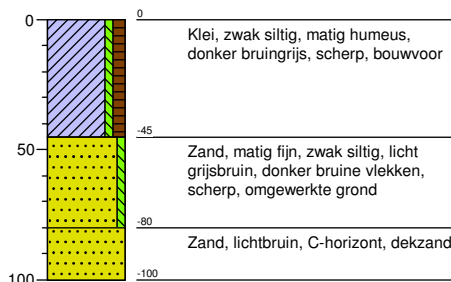 0
0
Klei, zwak siltig, matig humeus,
donker bruingrijs, scherp, bouwvoor
-45
50
Zand, matig fijn, zwak siltig, licht
grijsbruin, donker bruine vlekken,
scherp, omgewerkte grond
-80
Zand, lichtbruin, C-horizont, dekzand
100
-100